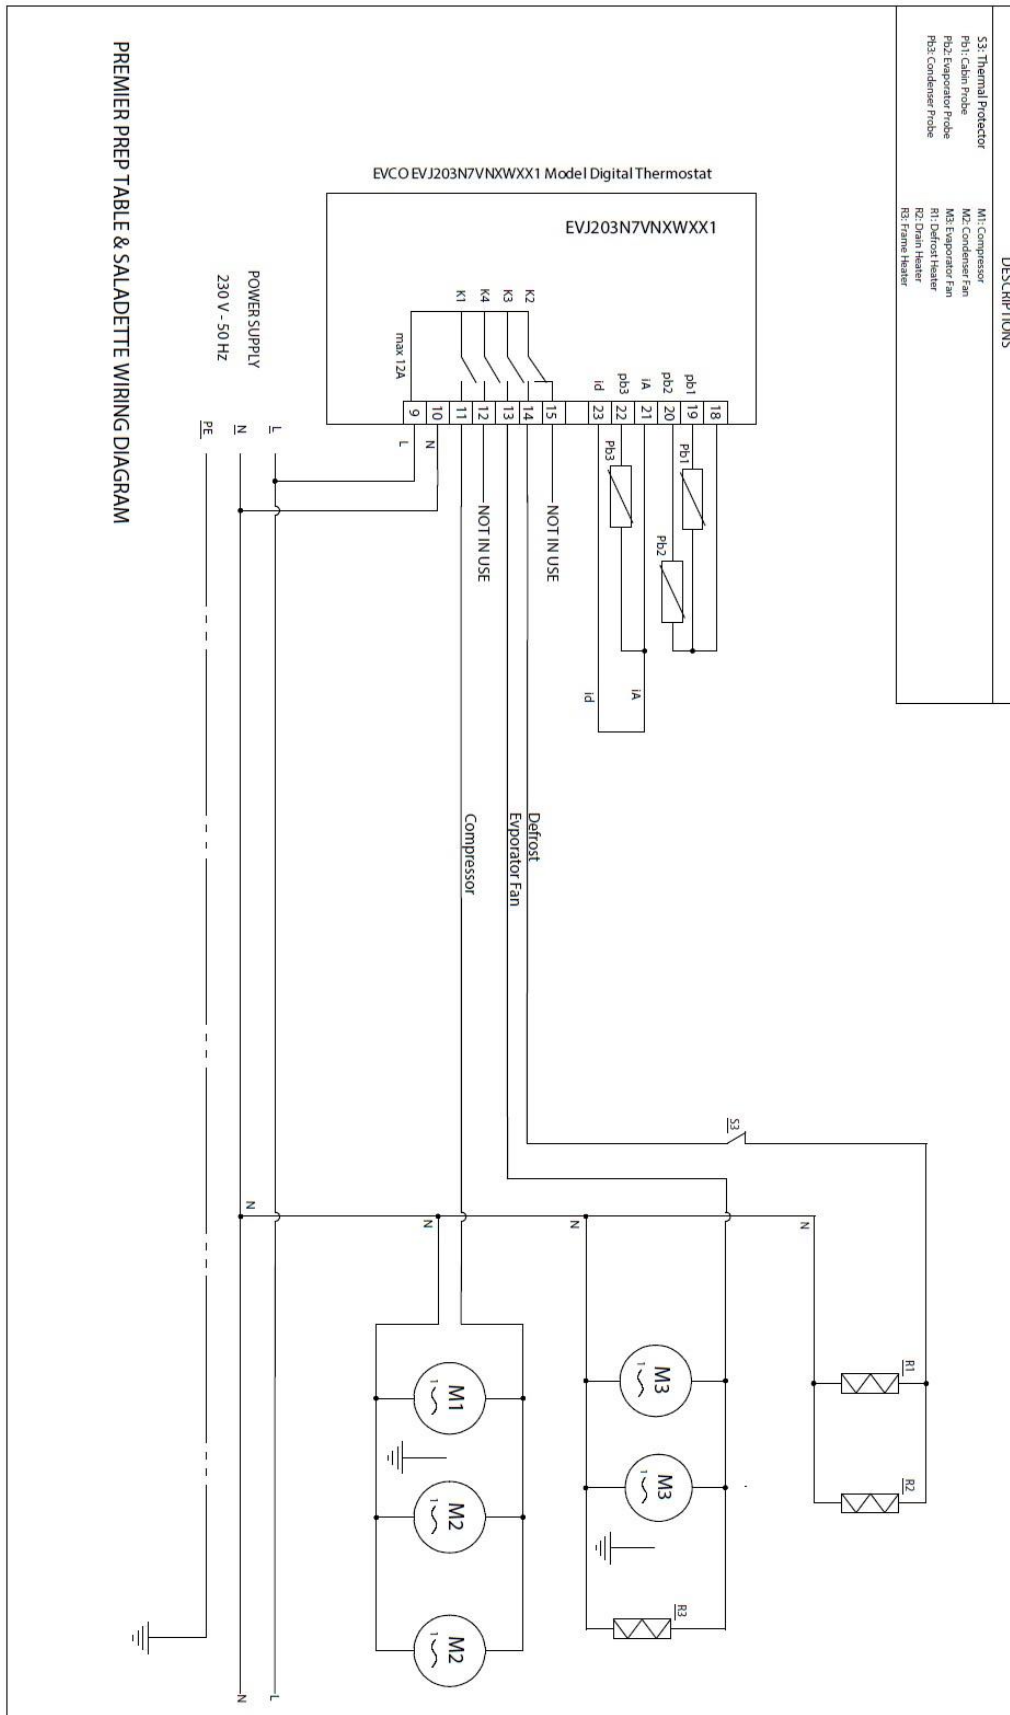 DESCRIPTIONS
S3: Thermal Protector
Pb1: Cabin Probe
Pb2: Evaporator Probe
Pb3: Condenser Probe
M1: Compressor
M2: Condenser Fan
M3: Evaporator Fan
R1: Defrost Heater
R2: Drain Heater
R3: Frame Heater
EVCO EVJ203N7VNXWXX1 Model Digital Thermostat
EVJ203N7VNXWXX1
K1
K4
K3
K2
max 12A
id
pb3
iA
pb2
pb1
9
10
11
12
13
14
15
23
22
21
20
19
18
L
N
NOT IN USE
NOT IN USE
Pb3
Pb1
Pb2
id
iA
POWER SUPPLY
230 V - 50 Hz
L
N
PE
Defrost
Evporator Fan
Compressor
S3
N
N
N
N
R1
R2
M3
1
M3
1
R3
M1
1
M2
1
M2
1
L
N
PREMIER PREP TABLE & SALADETTE WIRING DIAGRAM